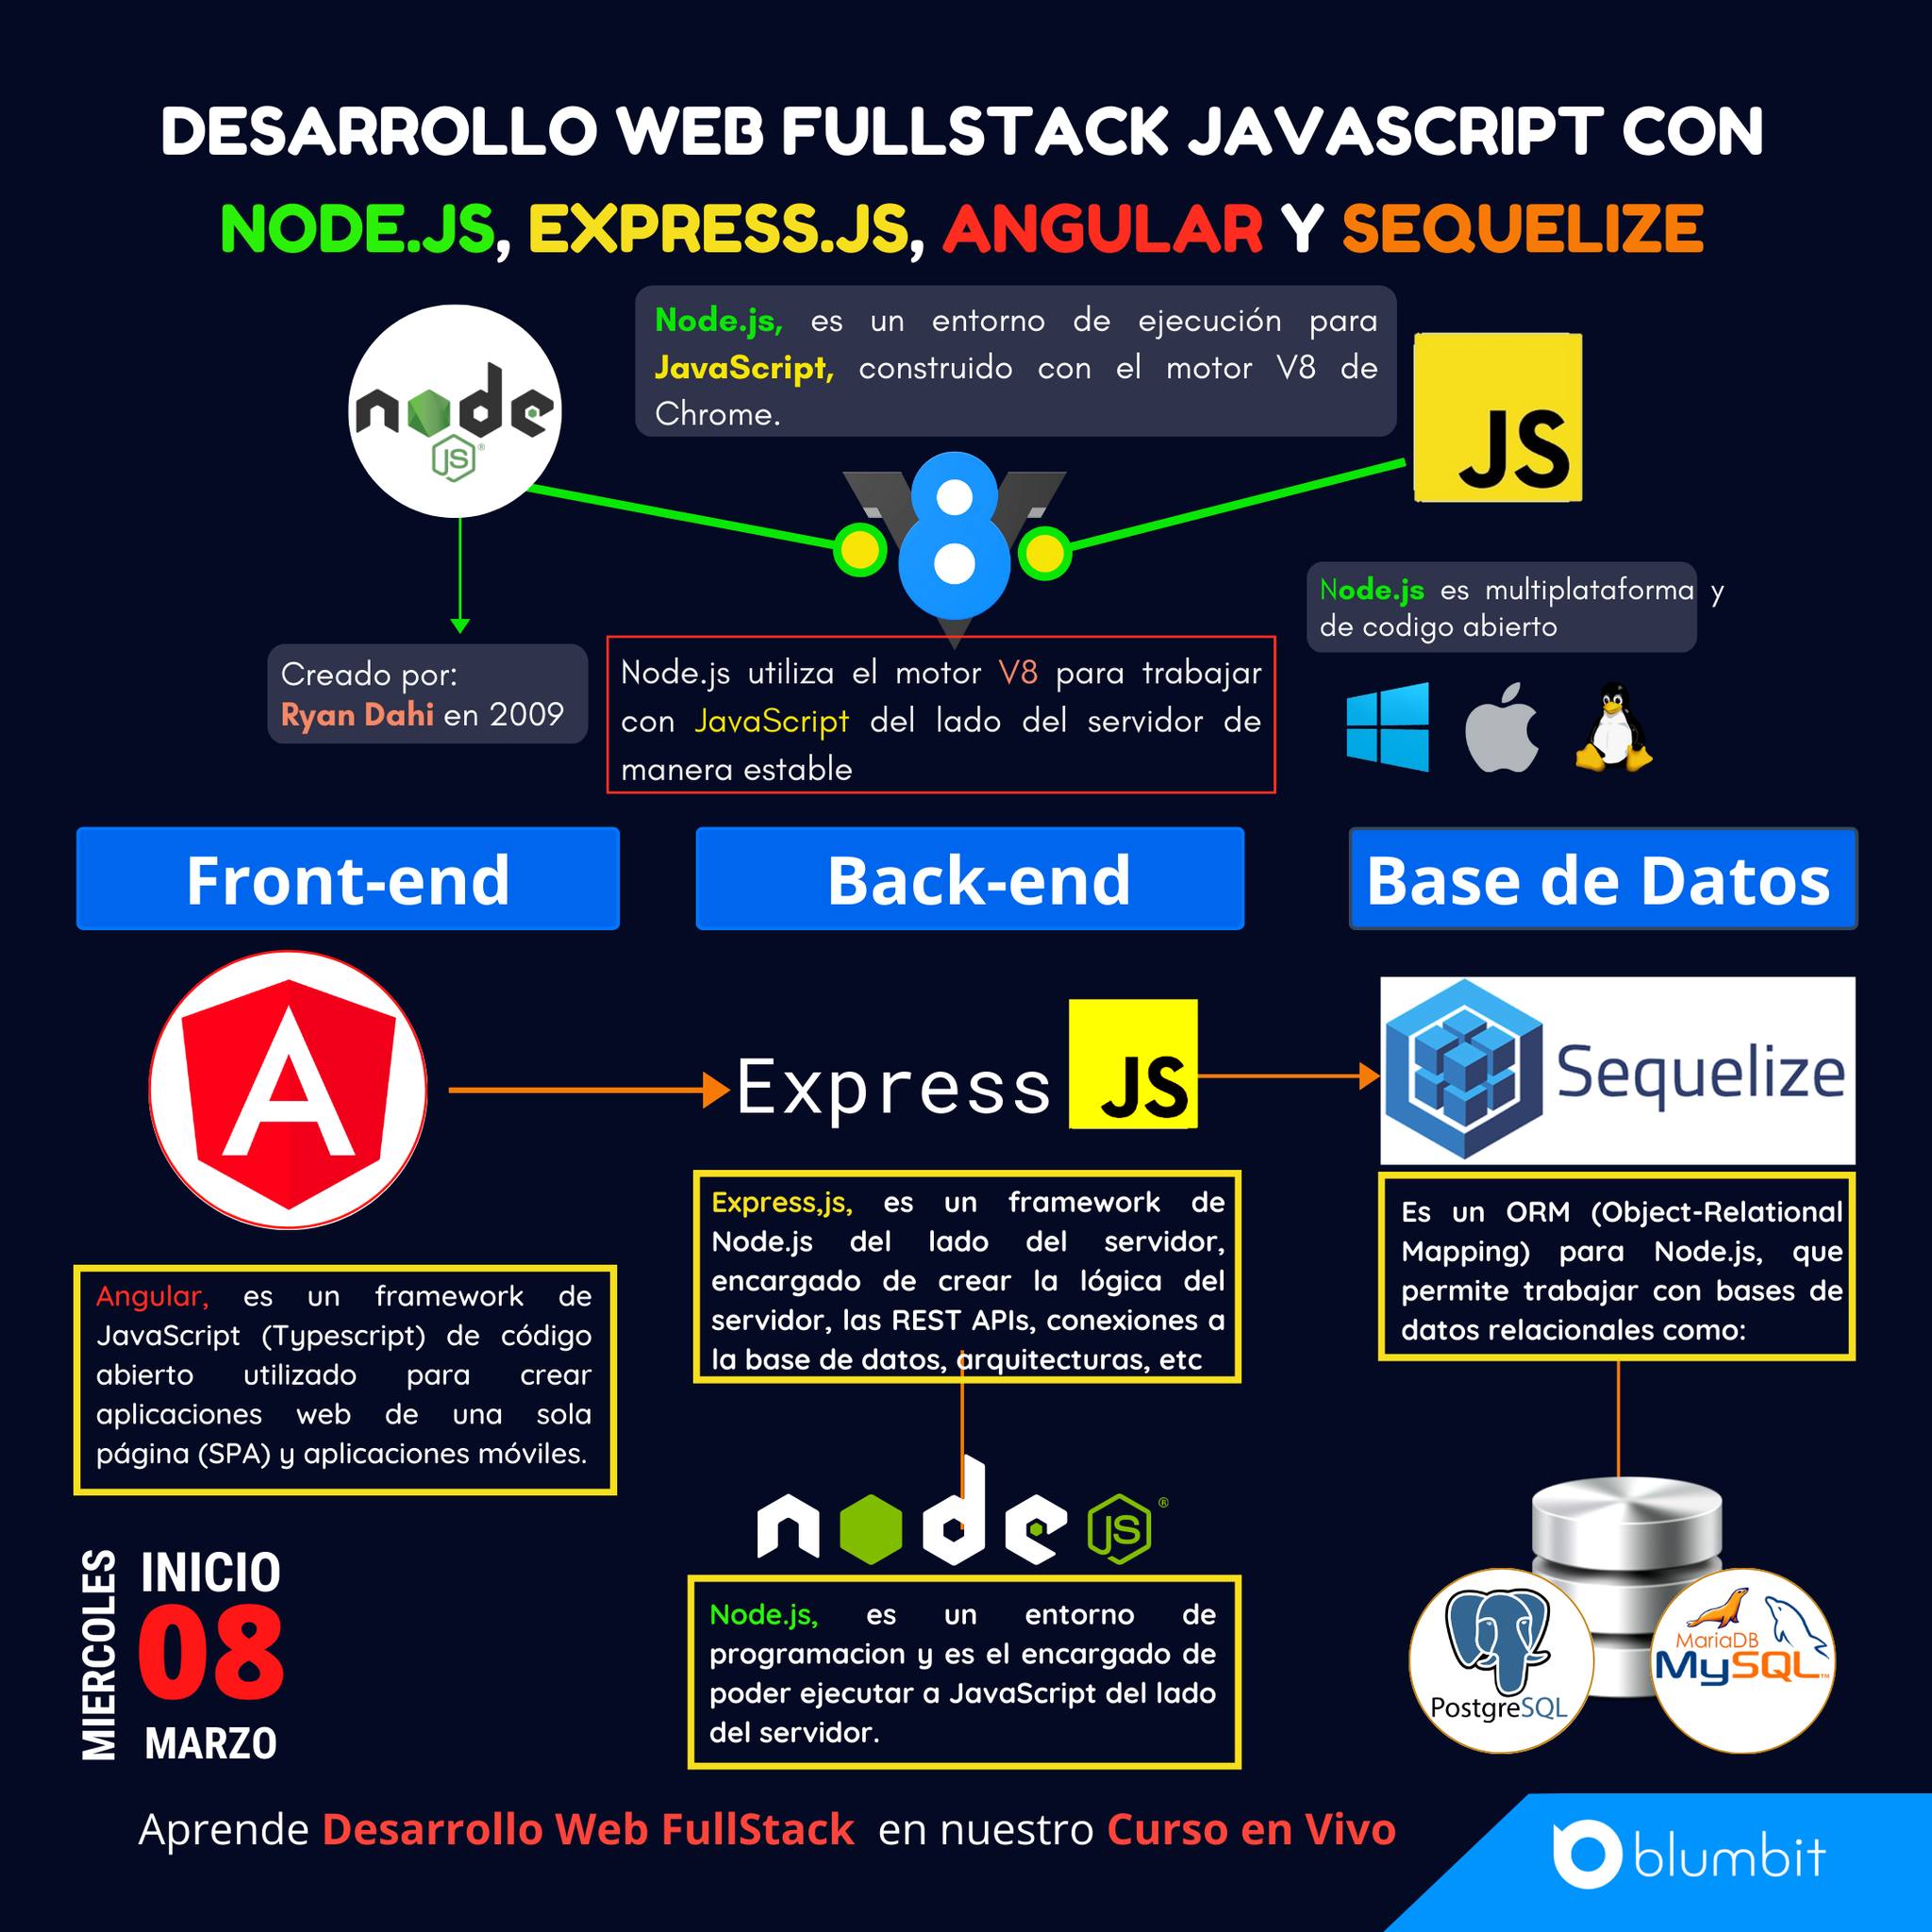 DESARROLLO WEB FULLSTACK JAVASCRIPT CON
NODE.JS, EXPRESS.JS, ANGULAR Y SEQUELIZE
node
JS
Node.js, es un entorno de ejecución para
JavaScript, construido con el motor V8 de
Chrome.
JS
V8
Node.js es multiplataforma y
de codigo abierto
Creado por:
Ryan Dahi en 2009
Node.js utiliza el motor V8 para trabajar
con JavaScript del lado del servidor de
manera estable
Front-end
Back-end
Base de Datos
A
Express
JS
Sequelize
Angular, es un framework de
JavaScript (Typescript) de código
abierto utilizado para crear
aplicaciones web de una sola
página (SPA) y aplicaciones móviles.
Express,js, es un framework de
Node.js del lado del servidor,
encargado de crear la lógica del
servidor, las REST APIs, conexiones a
la base de datos, arquitecturas, etc
Es un ORM (Object-Relational
Mapping) para Node.js, que
permite trabajar con bases de
datos relacionales como:
node JS®
Node.js, es un entorno de
programacion y es el encargado de
poder ejecutar a JavaScript del lado
del servidor.
PostgreSQL
MariaDB
MySQL™
MIERCOLES
INICIO
08
MARZO
Aprende Desarrollo Web FullStack en nuestro Curso en Vivo
blumbit